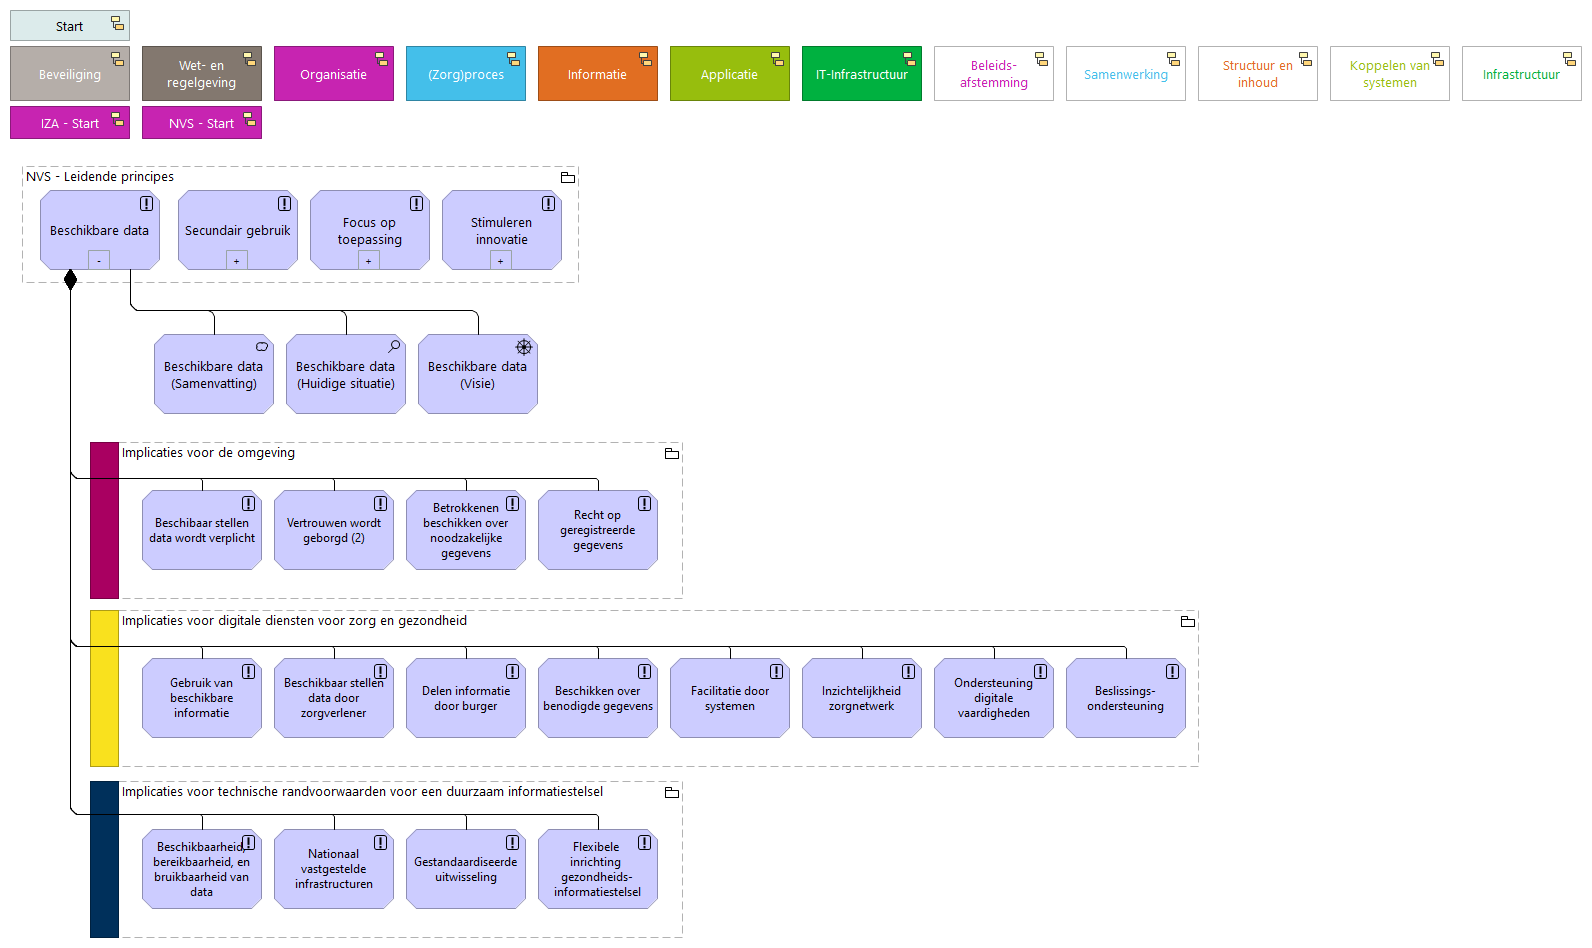 Start
Beveiliging
Wet- en
regelgeving
Organisatie
(Zorg)proces
Informatie
Applicatie
IT-Infrastructuur
Beleids-
afstemming
Samenwerking
Structuur en
inhoud
Koppelen van
systemen
Infrastructuur
IZA - Start
NVS - Start
NVS - Leidende principes
Beschikbare data
-
Secundair gebruik
+
Focus op
toepassing
+
Stimuleren
innovatie
+
Beschikbare data
(Samenvatting)
Beschikbare data
(Huidige situatie)
Beschikbare data
(Visie)
Implicaties voor de omgeving
Beschibaar stellen
data wordt verplicht
Vertrouwen wordt
geborgd (2)
Betrokkenen
beschikken over
noodzakelijke
gegevens
Recht op
geregistreerde
gegevens
Implicaties voor digitale diensten voor zorg en gezondheid
Gebruik van
beschikbare
informatie
Beschikbaar stellen
data door
zorgverlener
Delen informatie
door burger
Beschikken over
benodigde gegevens
Facilitatie door
systemen
Inzichtelijkheid
zorgnetwerk
Ondersteuning
digitale
vaardigheden
Beslissings-
ondersteuning
Implicaties voor technische randvoorwaarden voor een duurzaam informatiestelsel
Beschikbaarheid,
bereikbaarheid, en
bruikbaarheid van
data
Nationaal
vastgestelde
infrastructuren
Gestandaardiseerde
uitwisseling
Flexibele
inrichting
gezondheids-
informatiestelsel